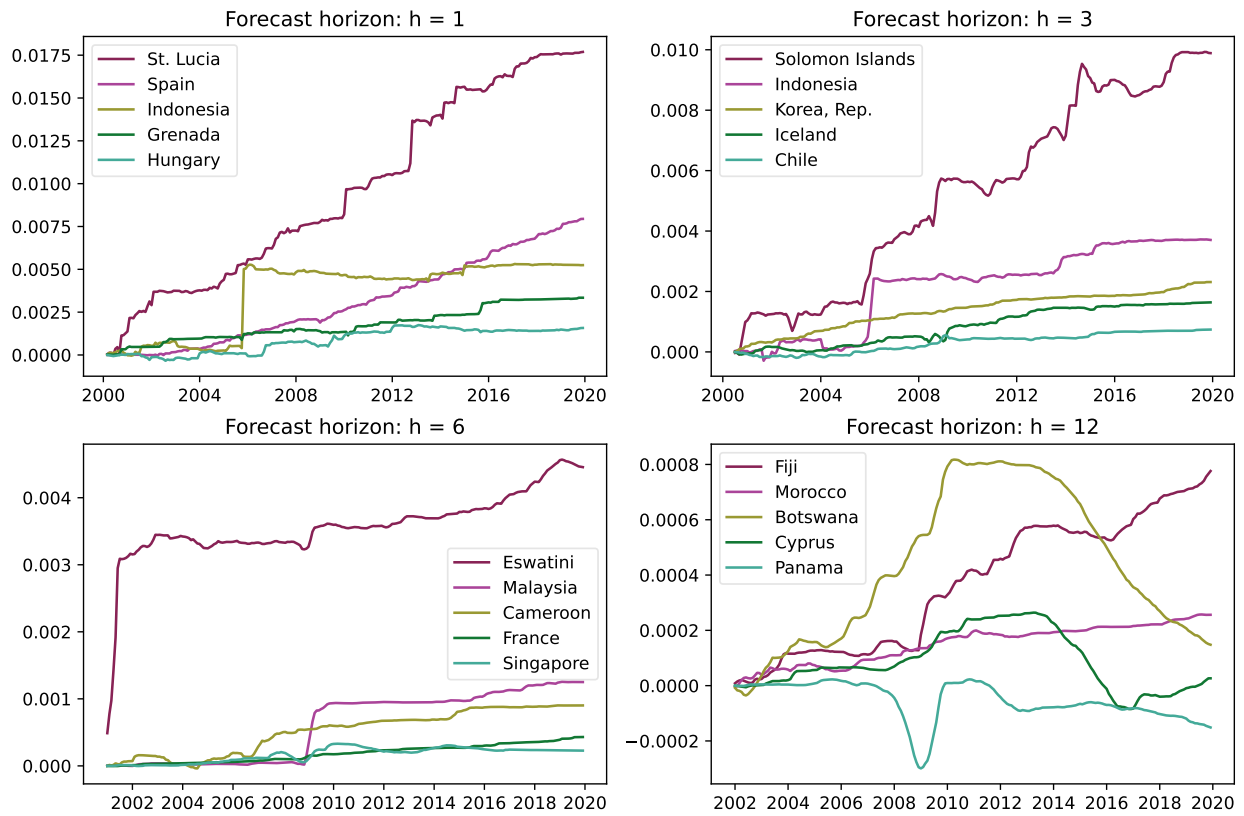 Forecast horizon: h = 1
0.0175
0.0150
0.0125
0.0100
0.0075
0.0050
0.0025
0.0000
St. Lucia
Spain
Indonesia
Grenada
Hungary
2000 2004 2008 2012 2016 2020
Forecast horizon: h = 3
0.010
0.008
0.006
0.004
0.002
0.000
Solomon Islands
Indonesia
Korea, Rep.
Iceland
Chile
2000 2004 2008 2012 2016 2020
Forecast horizon: h = 6
0.004
0.003
0.002
0.001
0.000
Eswatini
Malaysia
Cameroon
France
Singapore
2002 2004 2006 2008 2010 2012 2014 2016 2018 2020
Forecast horizon: h = 12
0.0008
0.0006
0.0004
0.0002
0.0000
−0.0002
Fiji
Morocco
Botswana
Cyprus
Panama
2002 2004 2006 2008 2010 2012 2014 2016 2018 2020